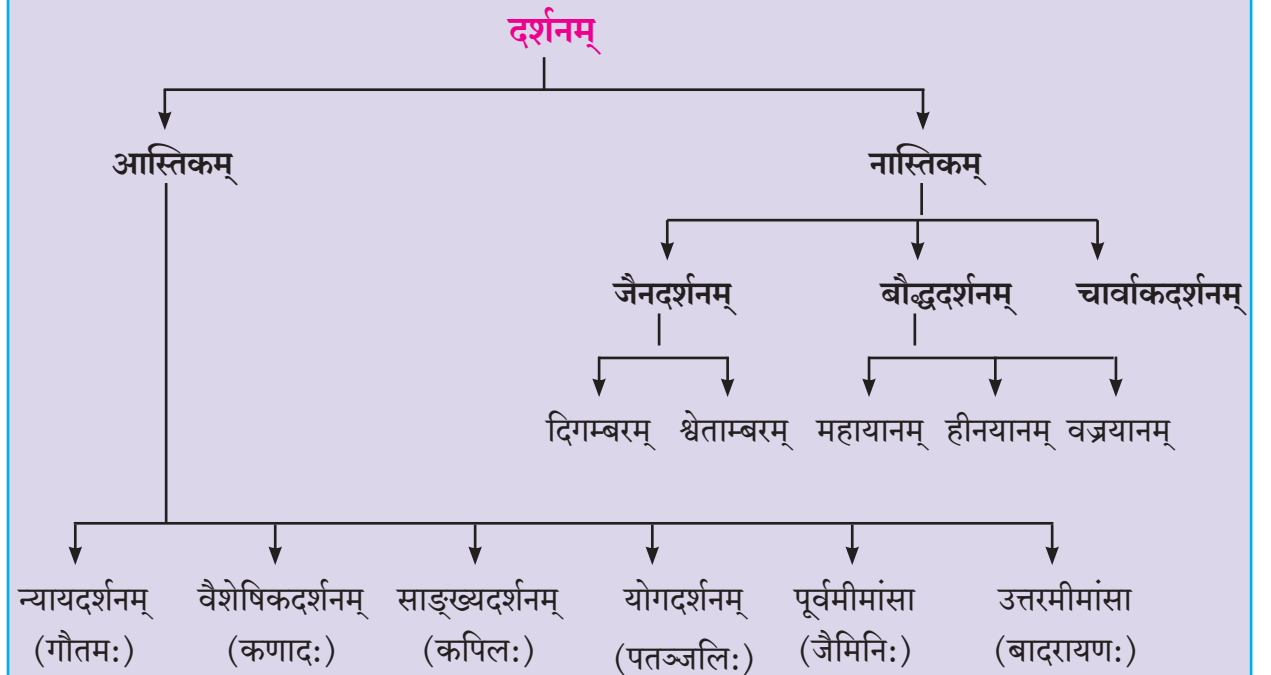 दर्शनम्
आस्तिकम् नास्तिकम्
जैनदर्शनम् बौद्धदर्शनम् चार्वाकदर्शनम्
दिगम्बरम् श्वेताम्बरम् महायानम् हीनयानम् वज्रयानम्
न्यायदर्शनम् वैशेषिकदर्शनम् साङ्ख्यदर्शनम् योगदर्शनम् पूर्वमीमांसा उत्तरमीमांसा
(गौतमः) (कणादः) (कपिलः) (पतञ्जलिः) (जैमिनिः) (बादरायणः)